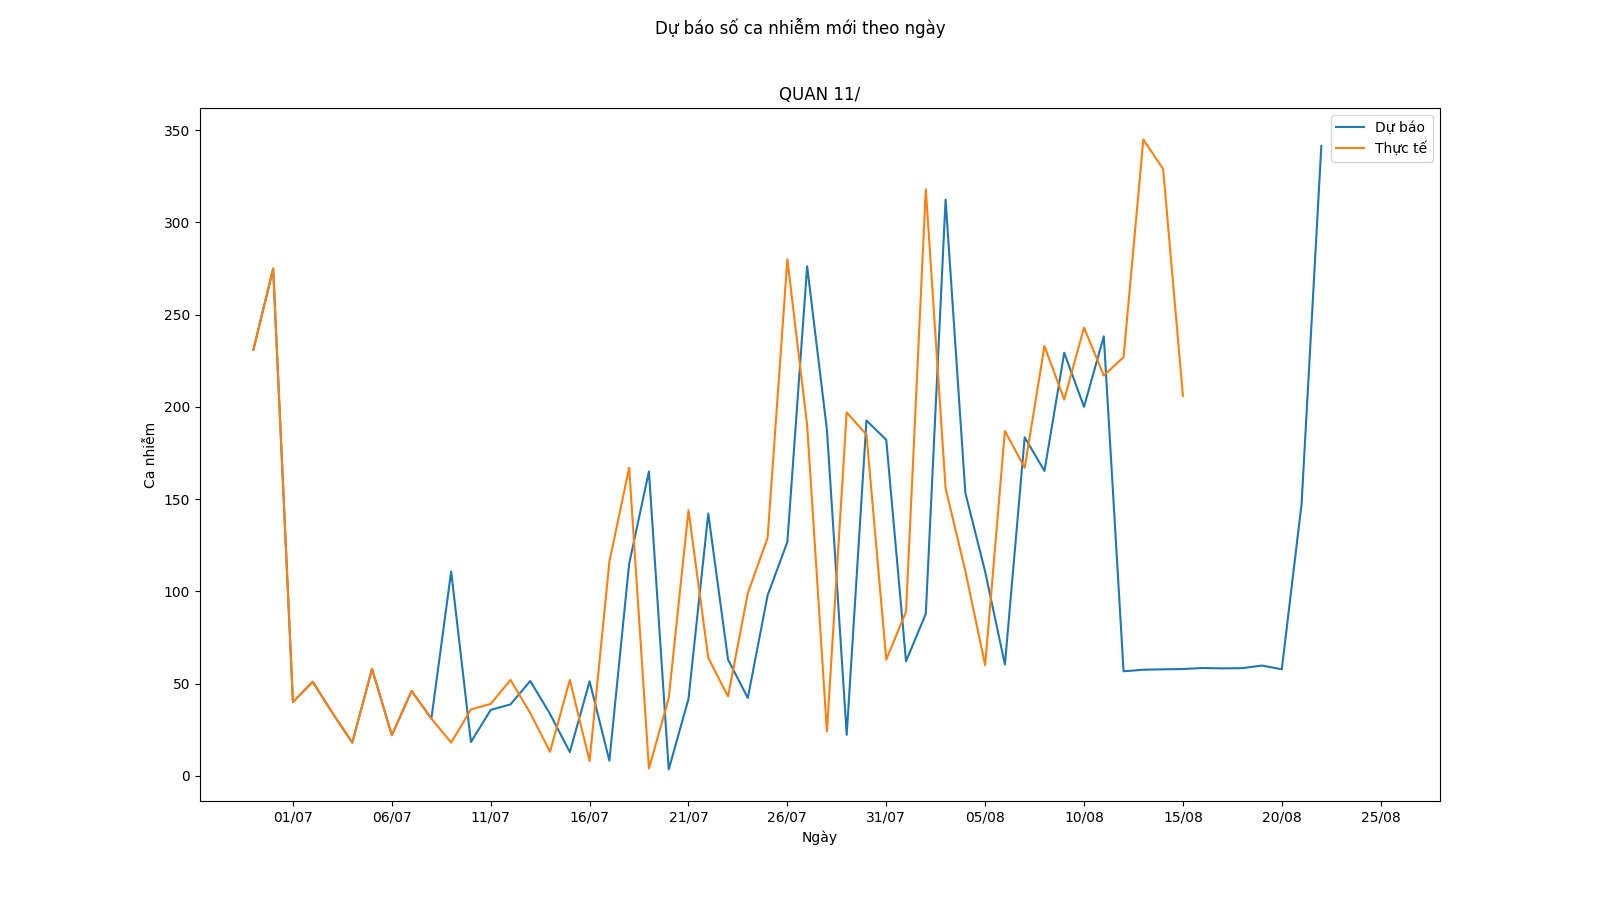 Dự báo số ca nhiễm mới theo ngày
QUAN 11/
Dự báo
Thực tế
350
300
250
200
150
100
50
0
Ca nhiễm
01/07 06/07 11/07 16/07 21/07 26/07 31/07 05/08 10/08 15/08 20/08 25/08
Ngày